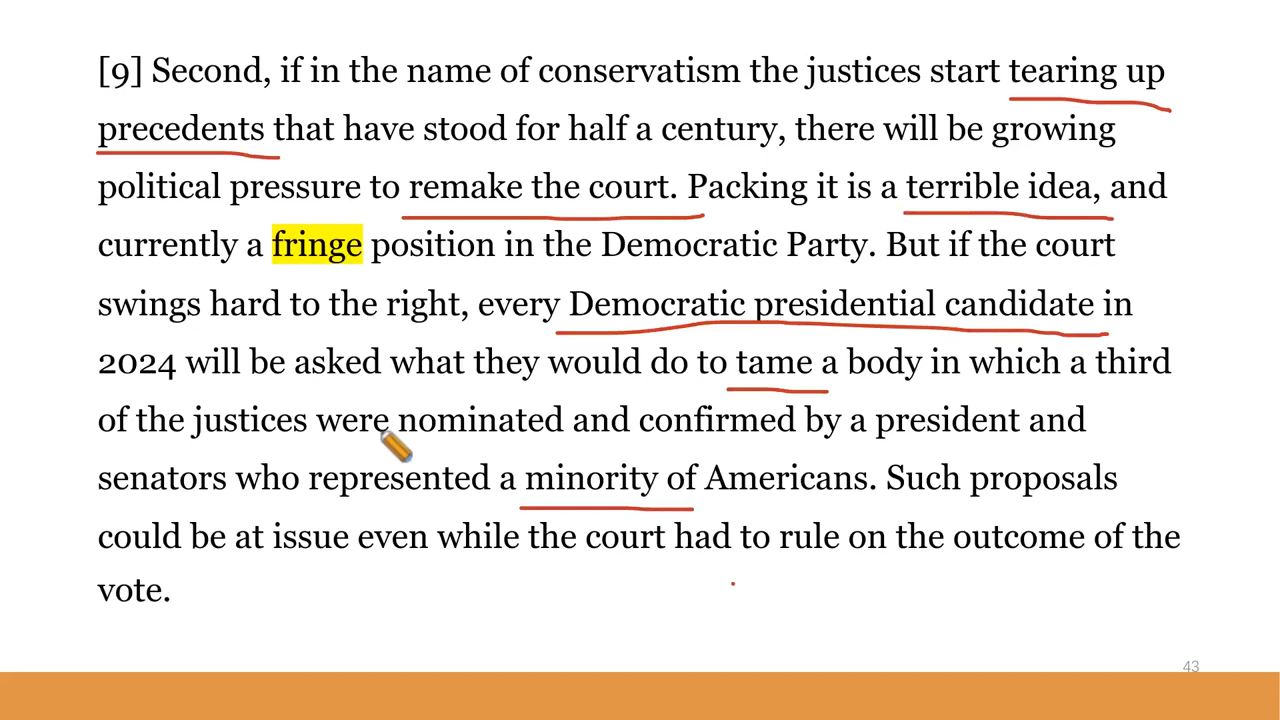 [9] Second, if in the name of conservatism the justices start tearing up
precedents that have stood for half a century, there will be growing
political pressure to remake the court. Packing it is a terrible idea, and
currently a fringe position in the Democratic Party. But if the court
swings hard to the right, every Democratic presidential candidate in
2024 will be asked what they would do to tame a body in which a third
of the justices were nominated and confirmed by a president and
senators who represented a minority of Americans. Such proposals
could be at issue even while the court had to rule on the outcome of the
vote.
43